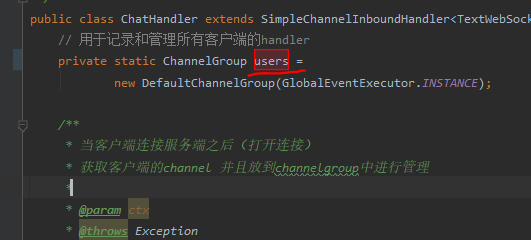 public class ChatHandler extends SimpleChannelInboundHandler<TextWebSock
// 用于记录和管理所有客户端的handler
private static ChannelGroup users =
new DefaultChannelGroup(GlobalEventExecutor.INSTANCE);
/**
* 当客户端连接服务端之后（打开连接）
* 获取客户端的channel 并且放到channelgroup中进行管理
*
* @param ctx
* @throws Exception